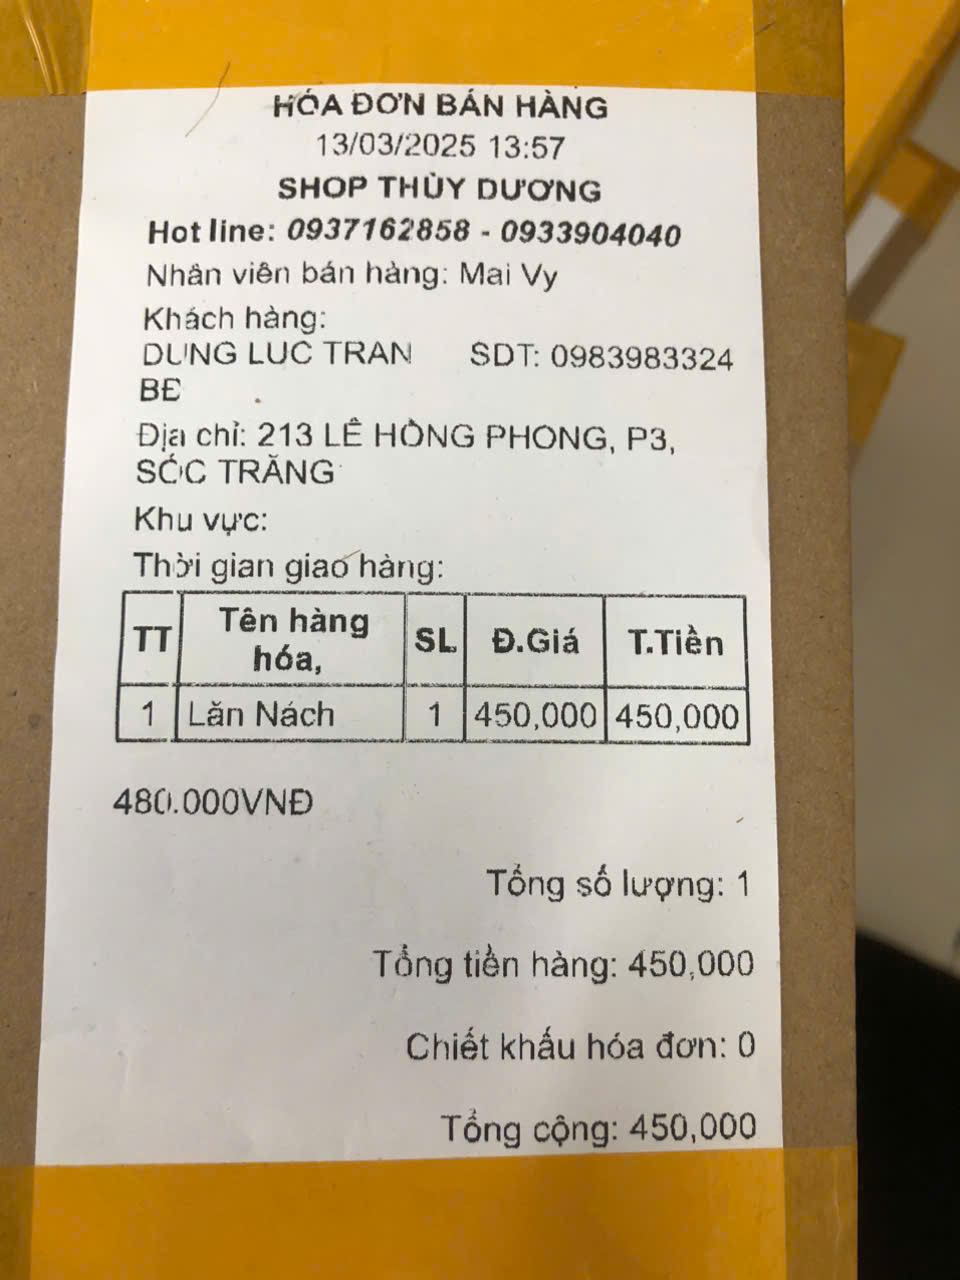 HÓA ĐƠN BÁN HÀNG
13/03/2025 13:57
SHOP THÙY DƯƠNG
Hot line: 0937162858 - 0933904040
Nhân viên bán hàng: Mai Vy
Khách hàng:
DUNG LUC TRAN SDT: 0983983324
BE
Địa chỉ: 213 LÊ HỒNG PHONG, P3,
SÓC TRĂNG
Khu vực:
Thời gian giao hàng:
TT Tên hàng hóa, SL Đ.Giá T.Tiền
1 Lăn Nách 1 450,000 450,000
480.000VNĐ
Tổng số lượng: 1
Tổng tiền hàng: 450,000
Chiết khấu hóa đơn: 0
Tổng cộng: 450,000